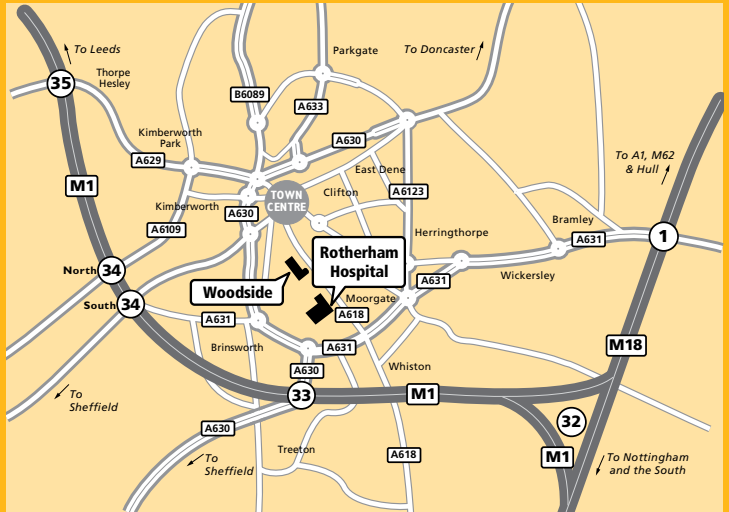 To Leeds
Parkgate
To Doncaster
35
Thorpe
Hesley
B6089
A633
Kimberworth
Park
A630
A629
To A1, M62
& Hull
East Dene
M1
TOWN
CENTRE
Clifton
A6123
Kimberworth
A630
Bramley
A6109
Herringthorpe
A631
1
Rotherham
Hospital
North
34
Wickersley
A631
Woodside
South
34
Moorgate
A618
A631
Brinsworth
A631
M18
Whiston
A630
33
M1
To
Sheffield
32
A630
Treeton
A618
M1
To
Sheffield
To Nottingham
and the South